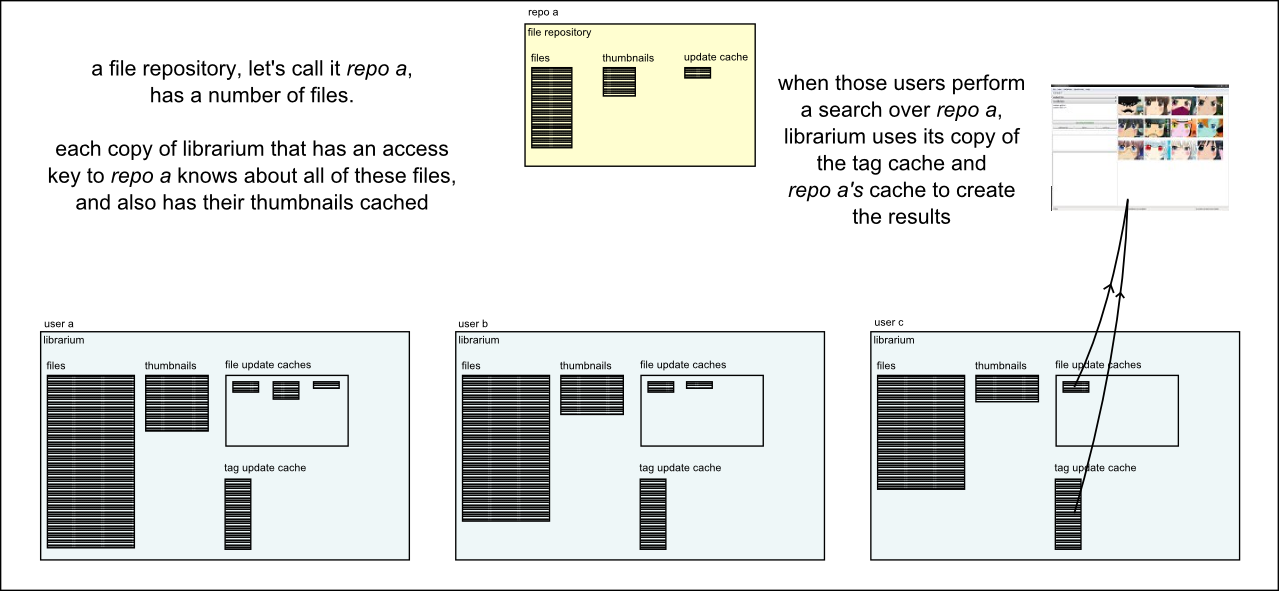 repo a
file repository
files
thumbnails
update cache
a file repository, let's call it repo a,
has a number of files.
each copy of librarium that has an access
key to repo a knows about all of these files,
and also has their thumbnails cached
when those users perform
a search over repo a,
librarium uses its copy of
the tag cache and
repo a's cache to create
the results
user a
librarium
files
thumbnails
file update caches
tag update cache
user b
librarium
files
thumbnails
file update caches
tag update cache
user c
librarium
files
thumbnails
file update caches
tag update cache